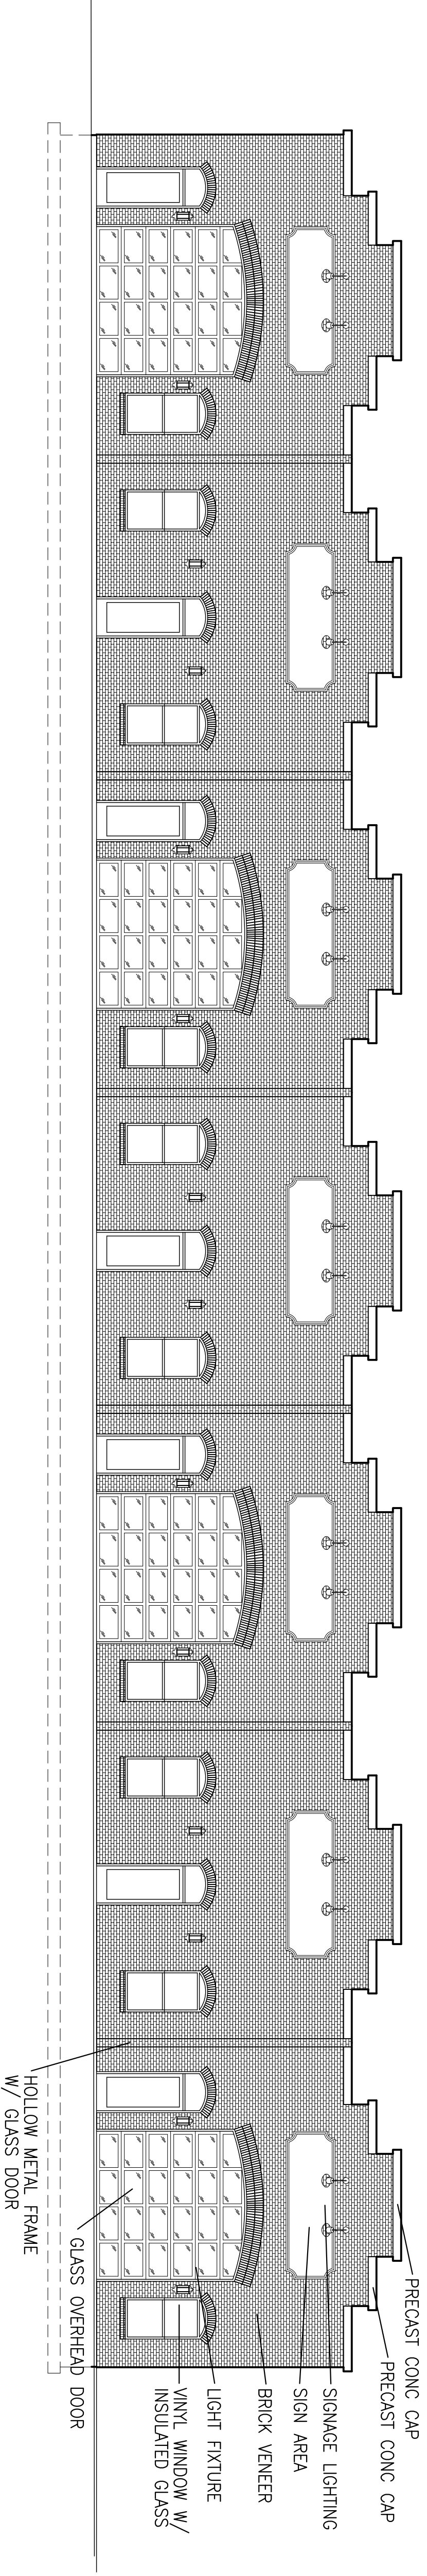 PRECAST CONC CAP
PRECAST CONC CAP
SIGNAGE LIGHTING
SIGN AREA
BRICK VENEER
LIGHT FIXTURE
VINYL WINDOW W/
INSULATED GLASS
GLASS OVERHEAD DOOR
HOLLOW METAL FRAME
W/ GLASS DOOR